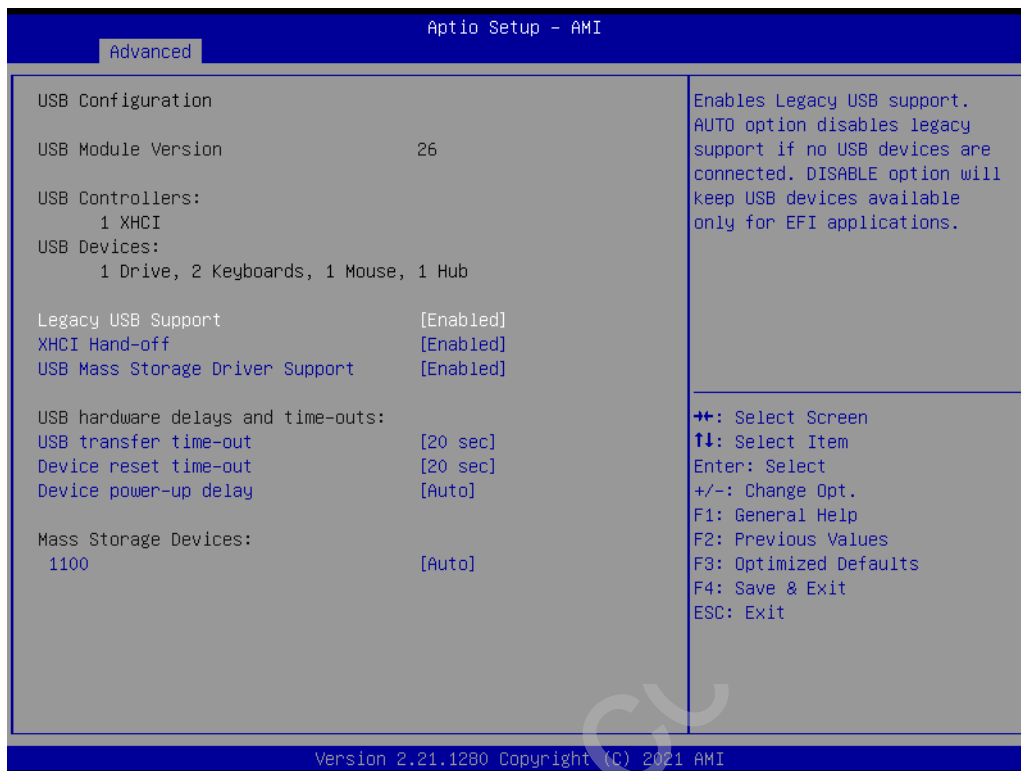 Aptio Setup – AMI
Advanced
USB Configuration
USB Module Version 26
USB Controllers:
1 XHCI
USB Devices:
1 Drive, 2 Keyboards, 1 Mouse, 1 Hub
Legacy USB Support [Enabled]
XHCI Hand-off [Enabled]
USB Mass Storage Driver Support [Enabled]
USB hardware delays and time-outs:
USB transfer time-out [20 sec]
Device reset time-out [20 sec]
Device power-up delay [Auto]
Mass Storage Devices:
1100 [Auto]
Enables Legacy USB support.
AUTO option disables legacy
support if no USB devices are
connected. DISABLE option will
keep USB devices available
only for EFI applications.
→←: Select Screen
↑↓: Select Item
Enter: Select
+/-: Change Opt.
F1: General Help
F2: Previous Values
F3: Optimized Defaults
F4: Save & Exit
ESC: Exit
Version 2.21.1280 Copyright (C) 2021 AMI